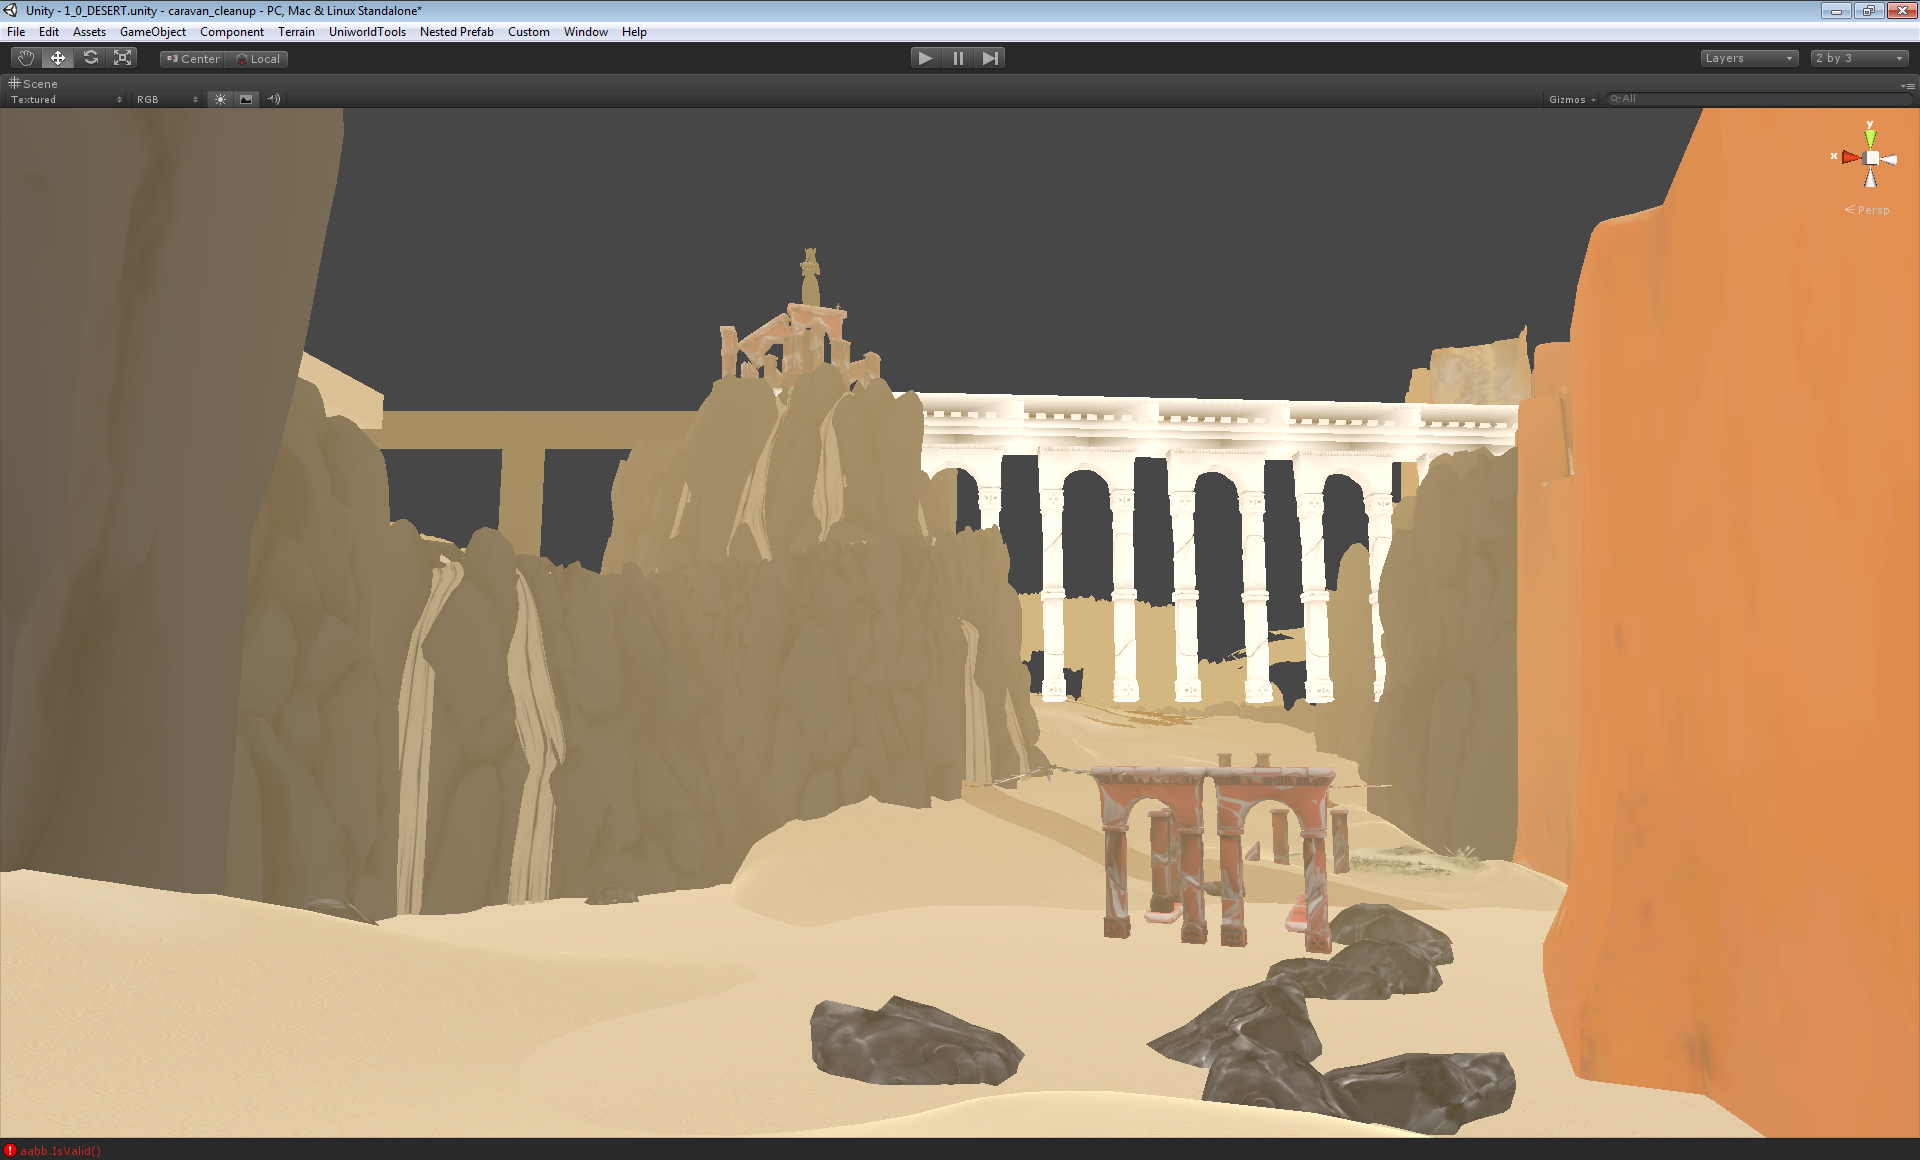 Unity - 1_0_DESERT.unity - caravan_cleanup - PC, Mac & Linux Standalone*
File Edit Assets GameObject Component Terrain UniworldTools Nested Prefab Custom Window Help
Center Local Layers 2 by 3
Scene
Textured RGB Gizmos All
y
x
Persp
aabb.IsValid()